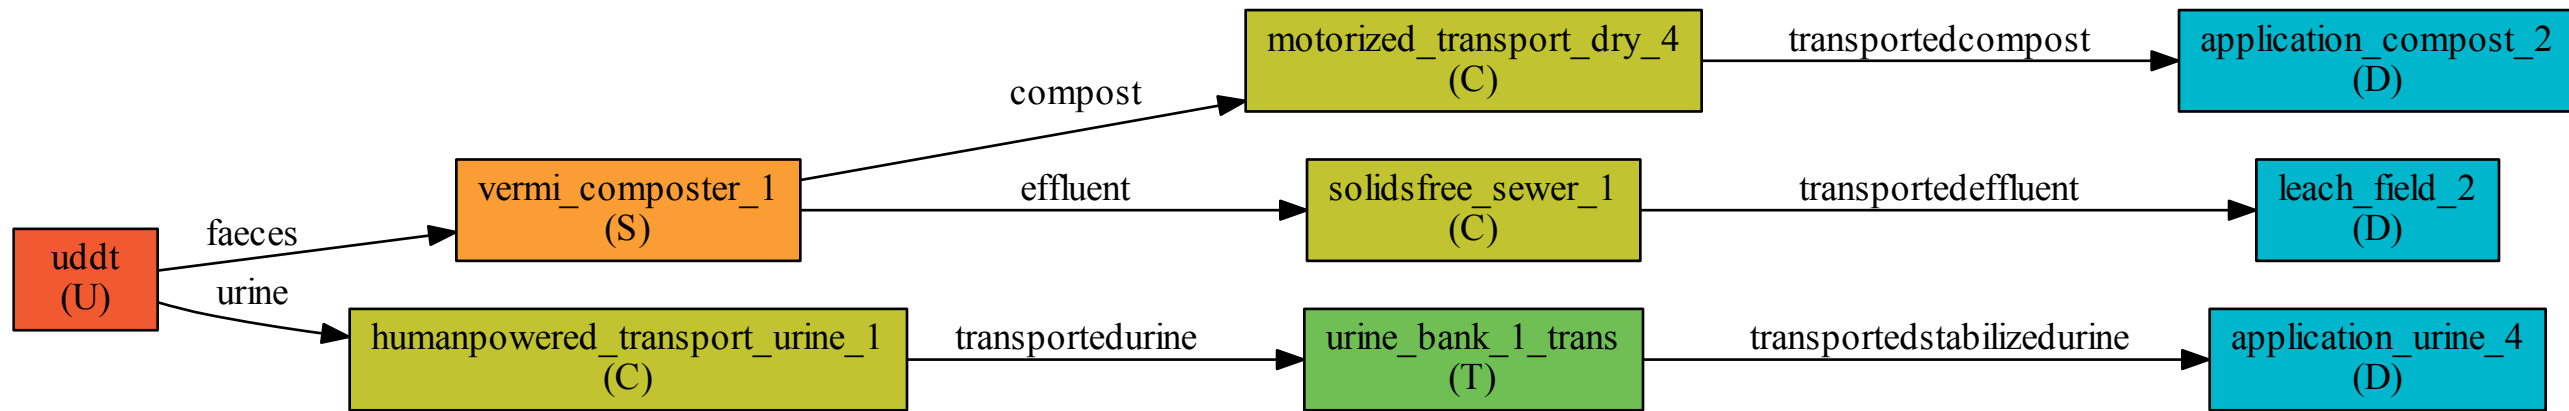 uddt
(U)
faeces
urine
vermi_composter_1
(S)
humanpowered_transport_urine_1
(C)
compost
effluent
transportedurine
motorized_transport_dry_4
(C)
solidsfree_sewer_1
(C)
urine_bank_1_trans
(T)
transportedcompost
transportedeffluent
transportedstabilizedurine
application_compost_2
(D)
leach_field_2
(D)
application_urine_4
(D)